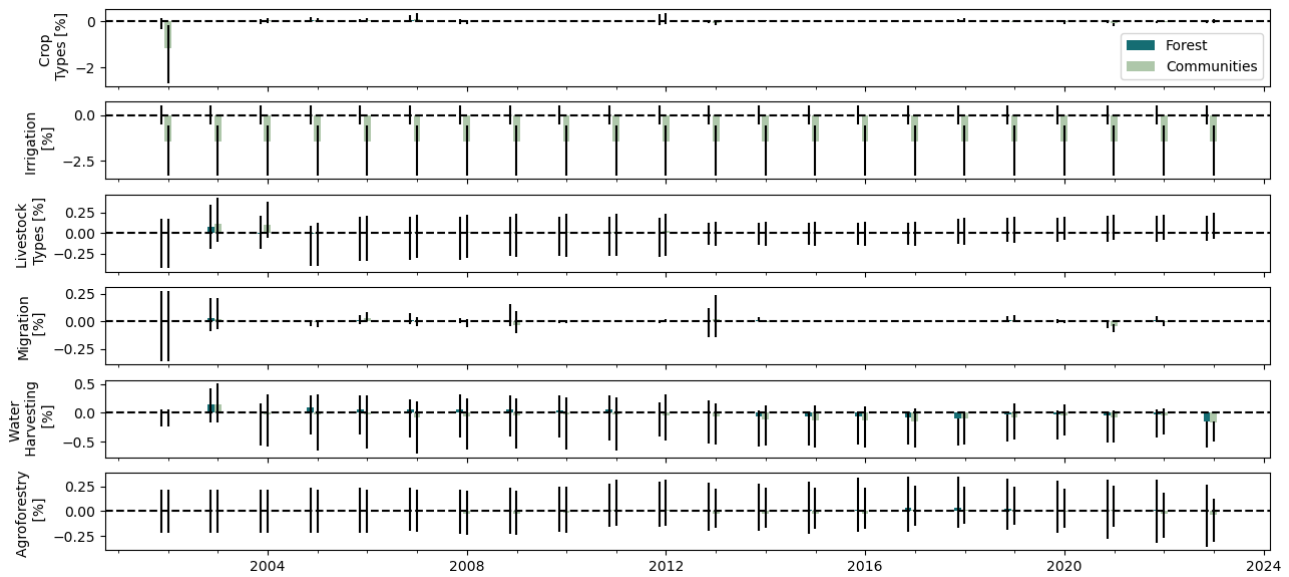 Crop
Types [%]
0
−2
Forest
Communities
Irrigation
[%]
0.0
−2.5
Livestock
Types [%]
0.25
0.00
−0.25
Migration
[%]
0.25
0.00
−0.25
Water
Harvesting
[%]
0.5
0.0
−0.5
Agroforestry
[%]
0.25
0.00
−0.25
2004 2008 2012 2016 2020 2024